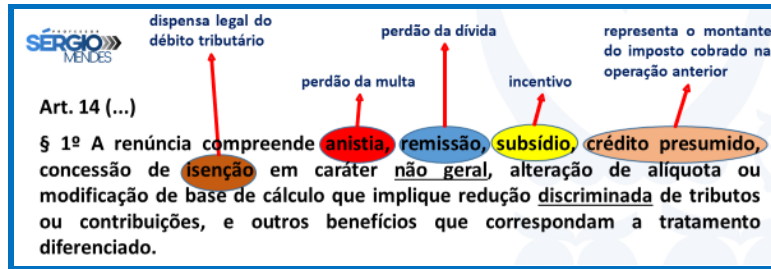 PROFESSOR
SÉRGIO
MENDES
dispensa legal do
débito tributário
perdão da multa
perdão da dívida
incentivo
representa o montante
do imposto cobrado na
operação anterior
Art. 14 (...)
§ 1º A renúncia compreende anistia, remissão, subsídio, crédito presumido,
concessão de isenção em caráter não geral, alteração de alíquota ou
modificação de base de cálculo que implique redução discriminada de tributos
ou contribuições, e outros benefícios que correspondam a tratamento
diferenciado.